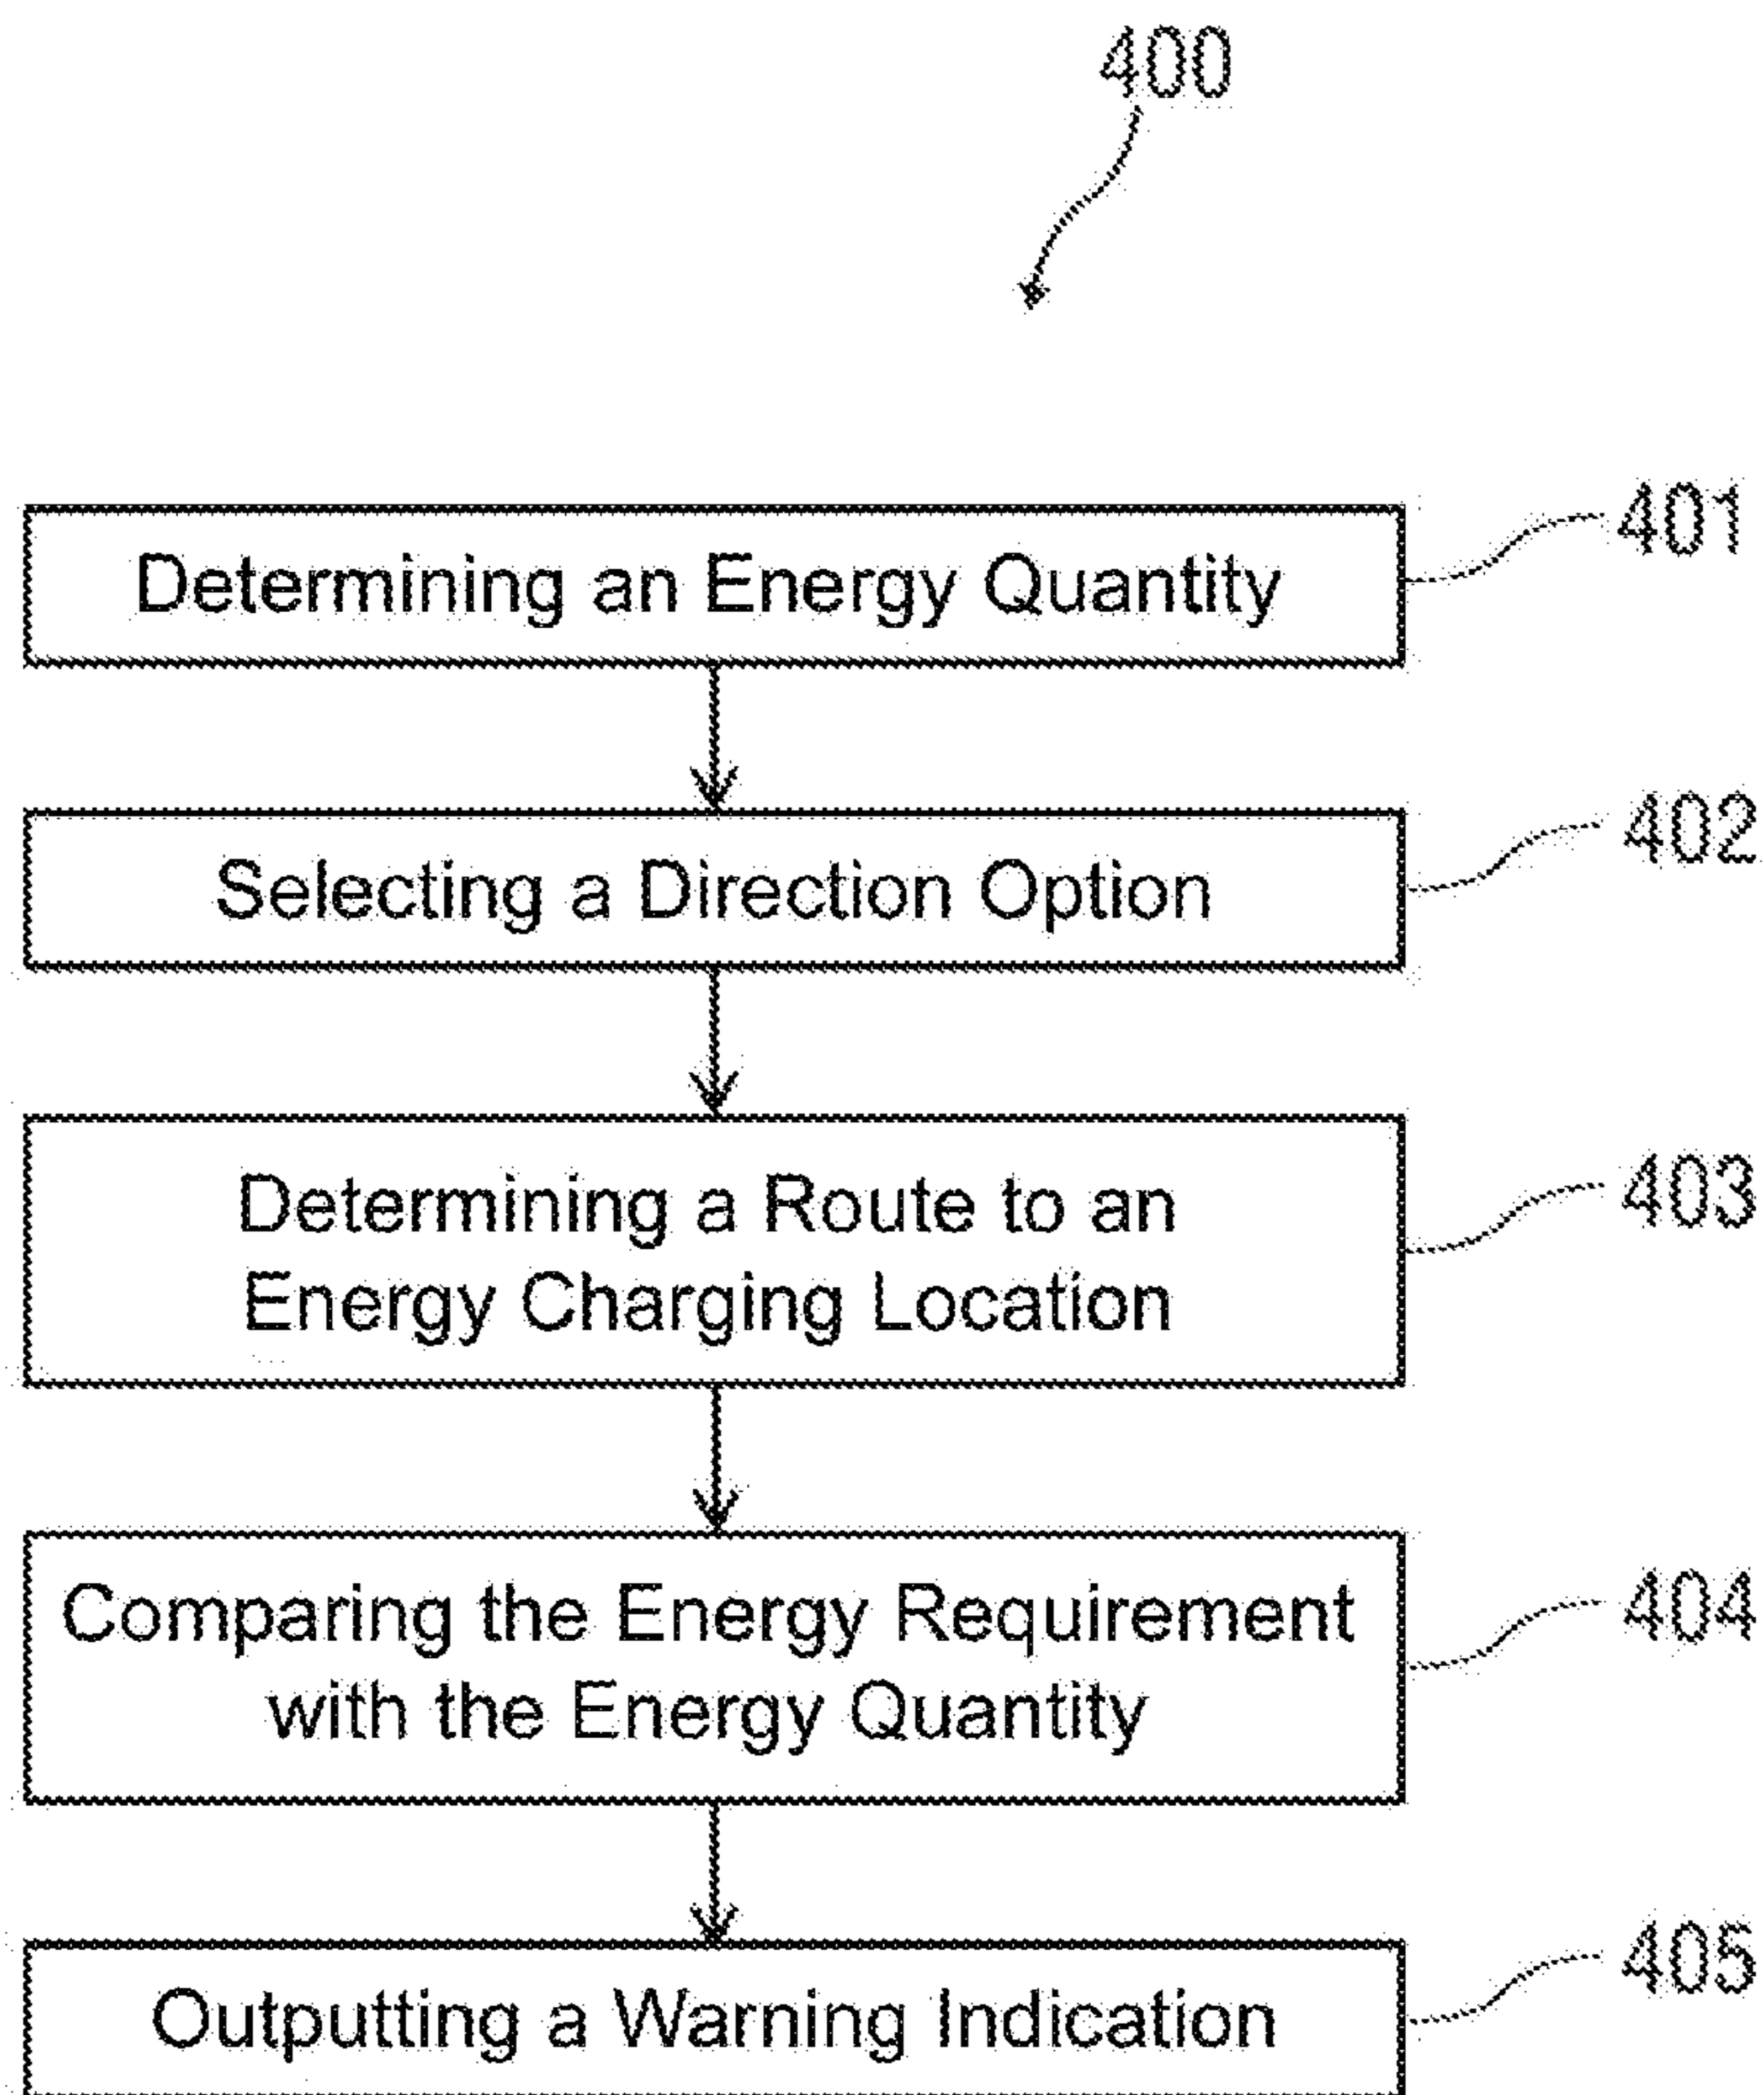 400
Determining an Energy Quantity
401
Selecting a Direction Option
402
Determining a Route to an
Energy Charging Location
403
Comparing the Energy Requirement
with the Energy Quantity
404
Outputting a Warning Indication
405